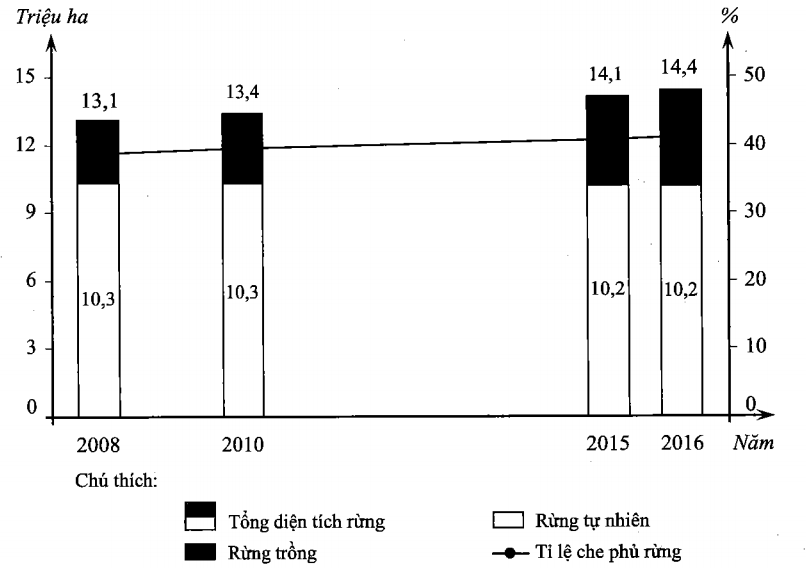 Triệu ha %
15 13,1 13,4 14,1 14,4 50
12 40
9 30
6 10,3 10,3 10,2 10,2 20
3 10
0 0
2008 2010 2015 2016 Năm
Chú thích:
Tổng diện tích rừng Rừng tự nhiên
Rừng trồng Ti lệ che phủ rừng